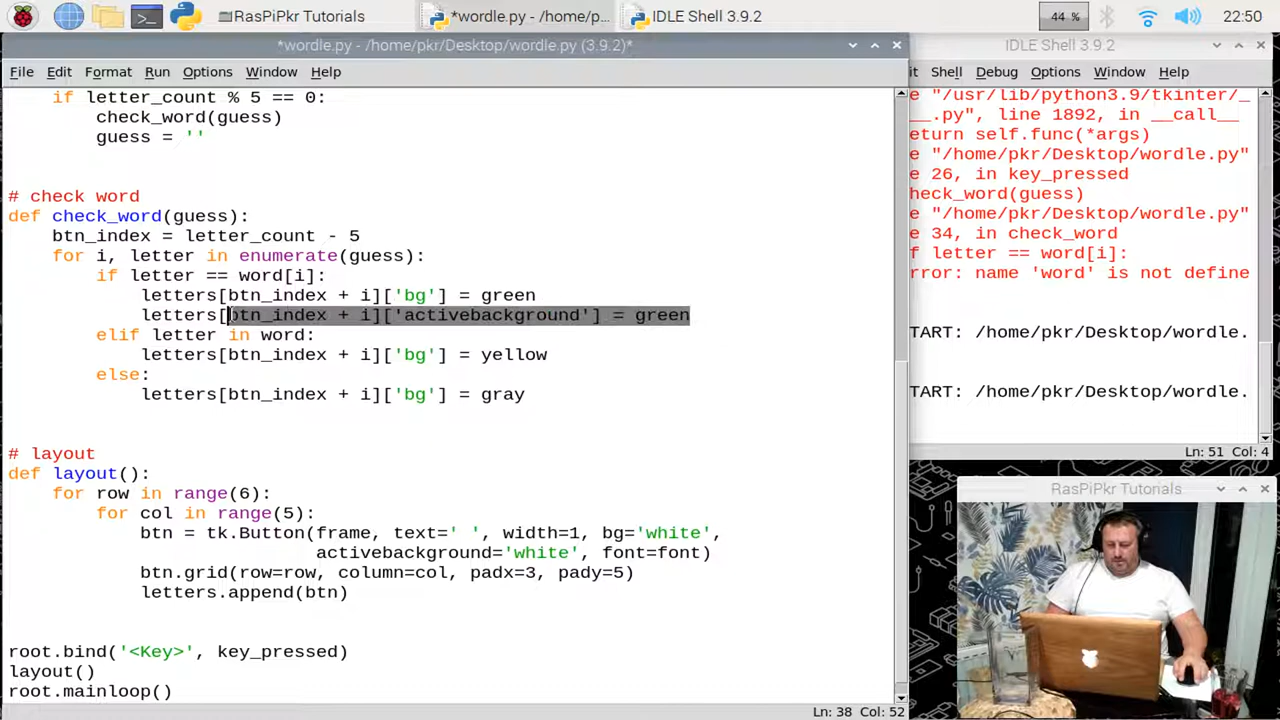 RasPiPkr Tutorials
*wordle.py - /home/p...
IDLE Shell 3.9.2
44 %
22:50
*wordle.py - /home/pkr/Desktop/wordle.py (3.9.2)*
File Edit Format Run Options Window Help
if letter_count % 5 == 0:
check_word(guess)
guess = ''
# check word
def check_word(guess):
btn_index = letter_count - 5
for i, letter in enumerate(guess):
if letter == word[i]:
letters[btn_index + i]['bg'] = green
letters[btn_index + i]['activebackground'] = green
elif letter in word:
letters[btn_index + i]['bg'] = yellow
else:
letters[btn_index + i]['bg'] = gray
# layout
def layout():
for row in range(6):
for col in range(5):
btn = tk.Button(frame, text=' ', width=1, bg='white',
activebackground='white', font=font)
btn.grid(row=row, column=col, padx=3, pady=5)
letters.append(btn)
root.bind('<Key>', key_pressed)
layout()
root.mainloop()
Ln: 38 Col: 52
IDLE Shell 3.9.2
it Shell Debug Options Window Help
e "/usr/lib/python3.9/tkinter/_
__.py", line 1892, in __call__
eturn self.func(*args)
e "/home/pkr/Desktop/wordle.py"
e 26, in key_pressed
heck_word(guess)
e "/home/pkr/Desktop/wordle.py"
e 34, in check_word
f letter == word[i]:
rror: name 'word' is not define
TART: /home/pkr/Desktop/wordle.
TART: /home/pkr/Desktop/wordle.
Ln: 51 Col: 4
RasPiPkr Tutorials